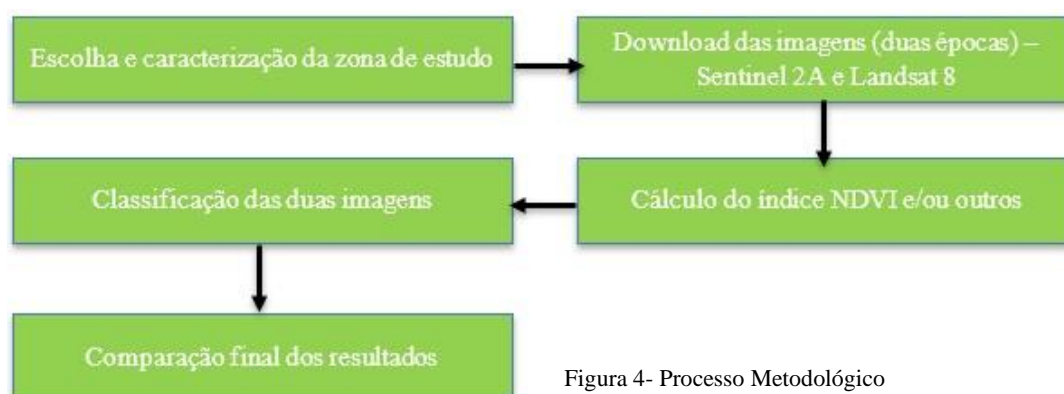 Escolha e caracterização da zona de estudo
Download das imagens (duas épocas) –
Sentinel 2A e Landsat 8
Cálculo do índice NDVI e/ou outros
Classificação das duas imagens
Comparação final dos resultados
Figura 4- Processo Metodológico